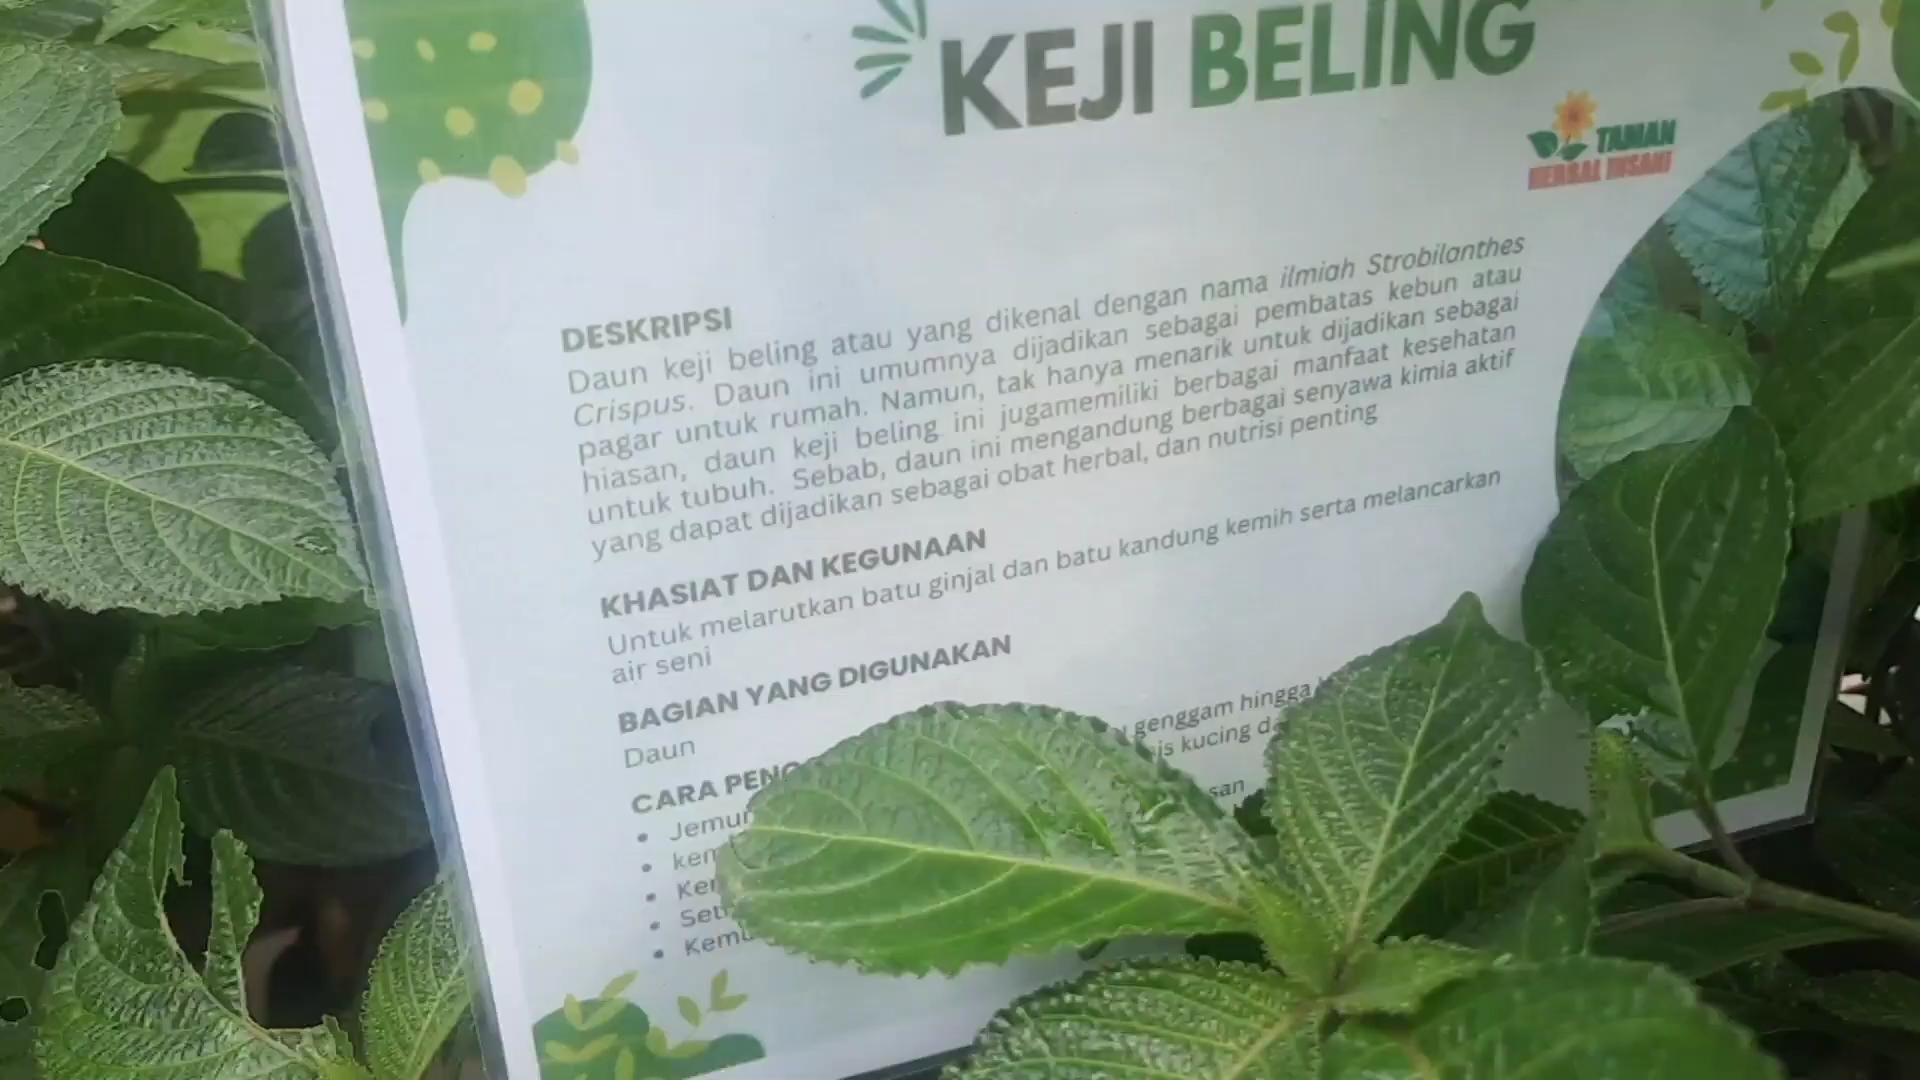 KEJI BELING
TAMAN
HERBAL INSANI
DESKRIPSI
Daun keji beling atau yang dikenal dengan nama ilmiah Strobilanthes
Crispus. Daun ini umumnya dijadikan sebagai pembatas kebun atau
pagar untuk rumah. Namun, tak hanya menarik untuk dijadikan sebagai
hiasan, daun keji beling ini jugamemiliki berbagai manfaat kesehatan
untuk tubuh. Sebab, daun ini mengandung berbagai senyawa kimia aktif
yang dapat dijadikan sebagai obat herbal, dan nutrisi penting
KHASIAT DAN KEGUNAAN
Untuk melarutkan batu ginjal dan batu kandung kemih serta melancarkan
air seni
BAGIAN YANG DIGUNAKAN
Daun
CARA
genggam hingga
kucing